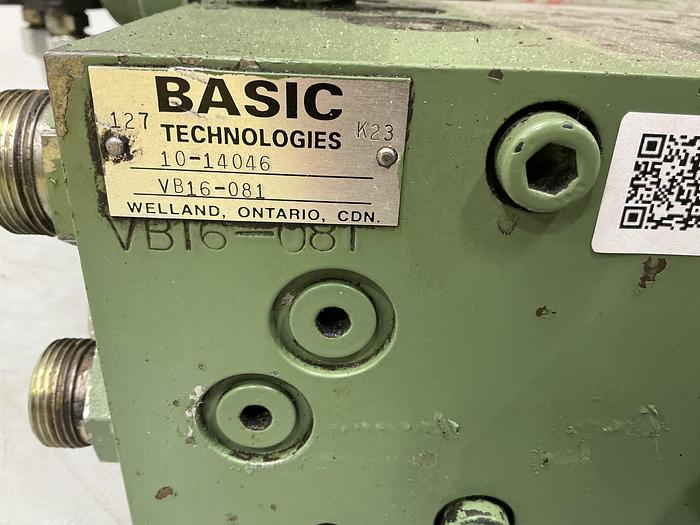 BASIC
127 TECHNOLOGIES K23
10-14046
VB16-081
WELLAND, ONTARIO, CDN.
VB16-081